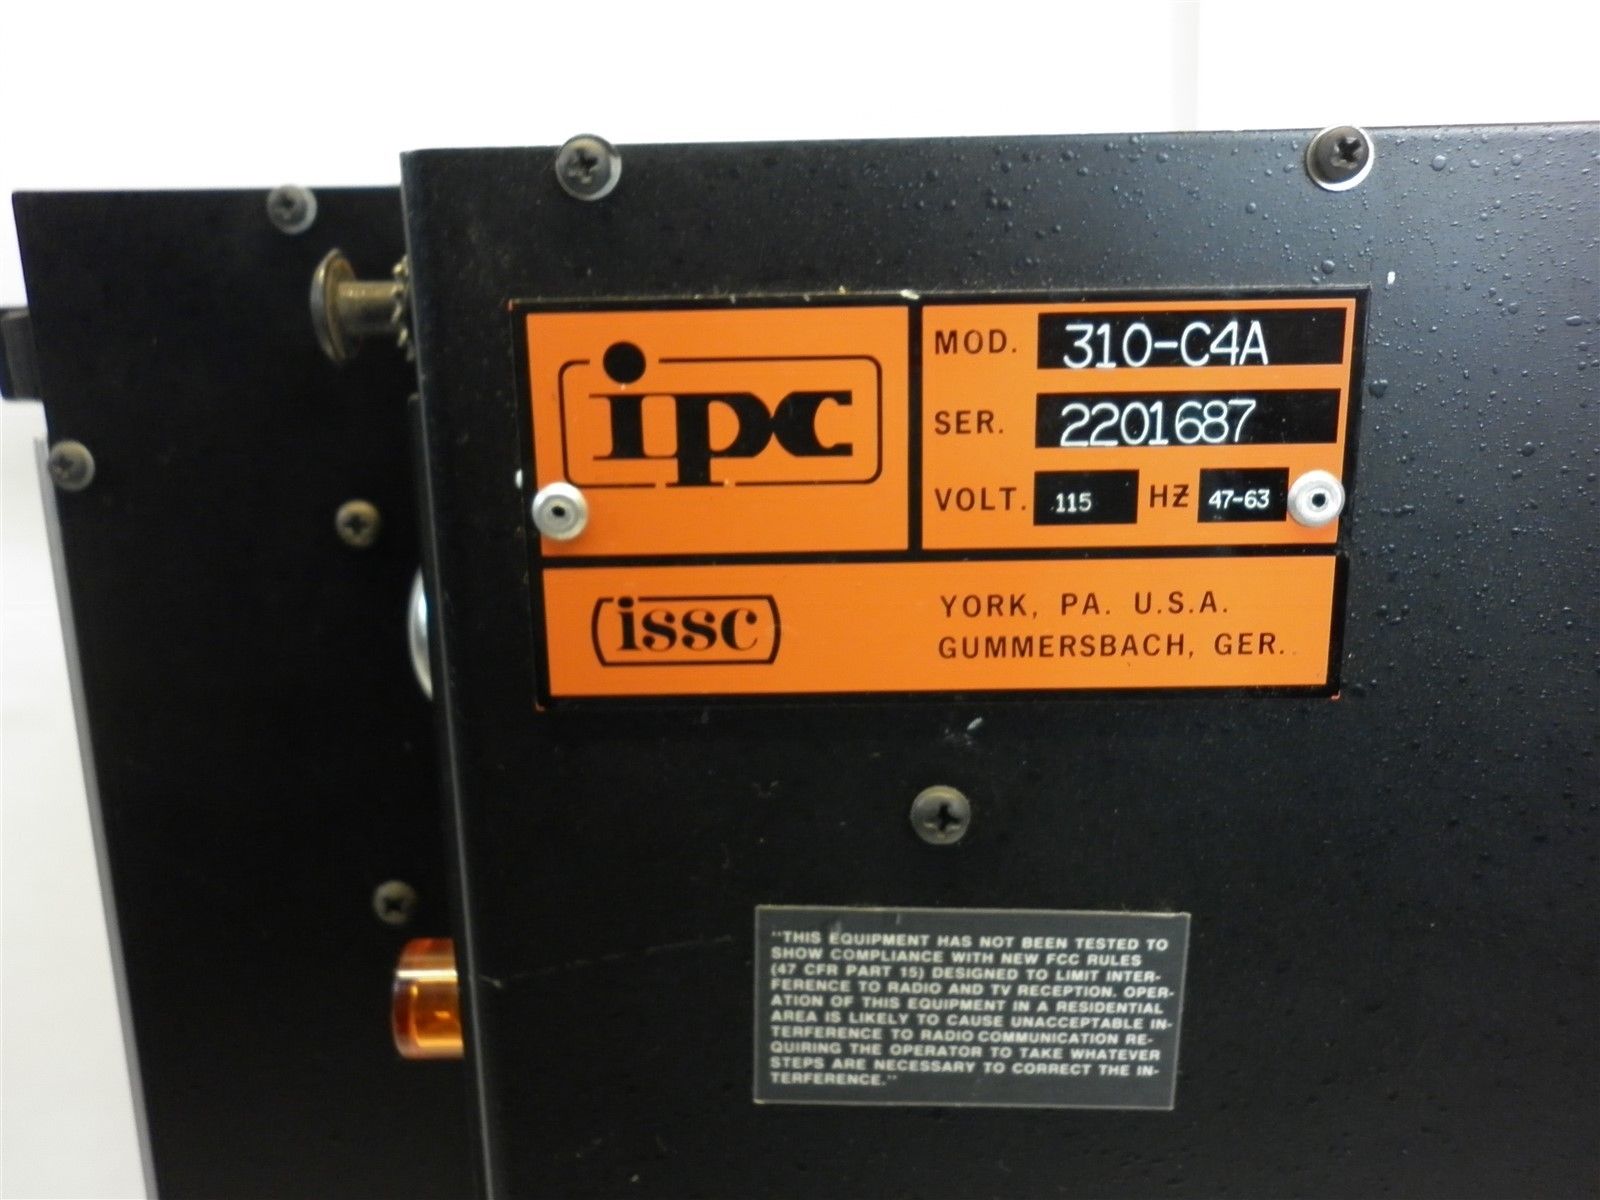 ipc
MOD. 310-C4A
SER. 2201687
VOLT. 115 HZ 47-63
issc
YORK, PA. U.S.A.
GUMMERSBACH, GER.
"THIS EQUIPMENT HAS NOT BEEN TESTED TO
SHOW COMPLIANCE WITH NEW FCC RULES
(47 CFR PART 15) DESIGNED TO LIMIT INTER-
FERENCE TO RADIO AND TV RECEPTION. OPER-
ATION OF THIS EQUIPMENT IN A RESIDENTIAL
AREA IS LIKELY TO CAUSE UNACCEPTABLE IN-
TERFERENCE TO RADIO COMMUNICATION RE-
QUIRING THE OPERATOR TO TAKE WHATEVER
STEPS ARE NECESSARY TO CORRECT THE IN-
TERFERENCE."